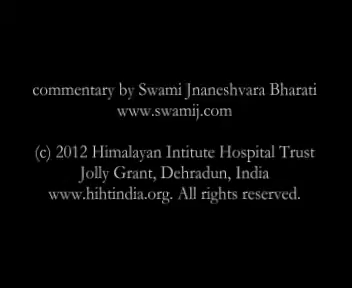 commentary by Swami Jnaneshvara Bharati
www.swamij.com
(c) 2012 Himalayan Intitute Hospital Trust
Jolly Grant, Dehradun, India
www.hihtindia.org. All rights reserved.